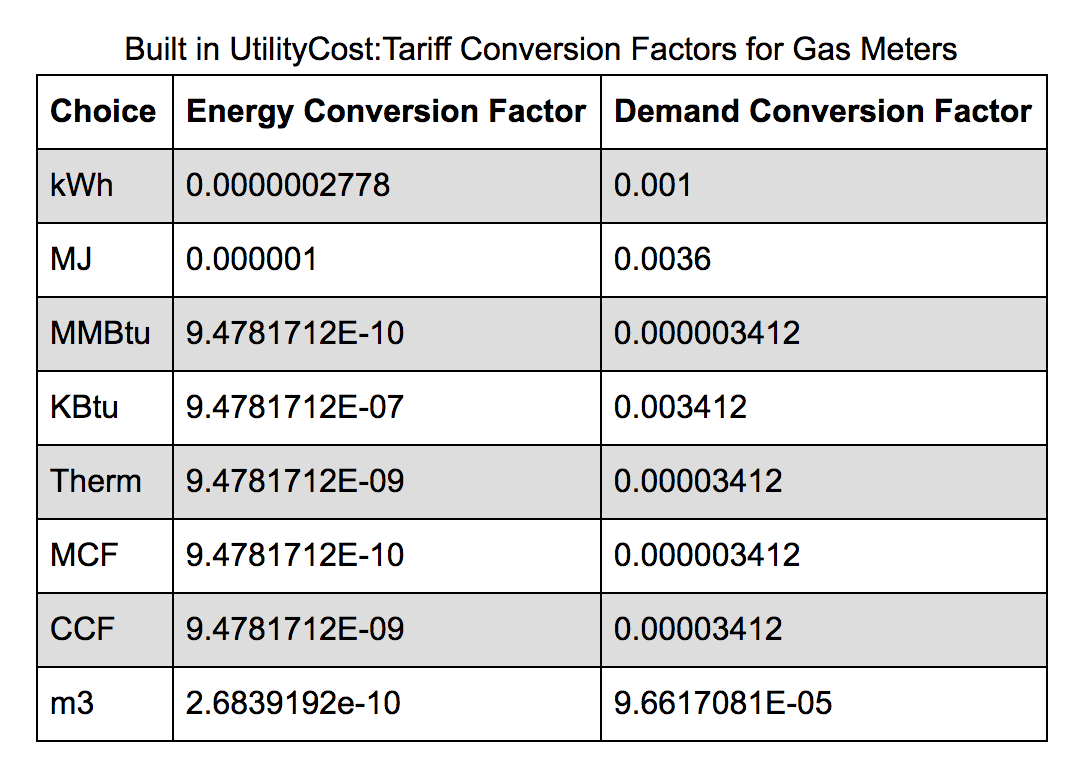 Built in UtilityCost:Tariff Conversion Factors for Gas Meters
Choice Energy Conversion Factor Demand Conversion Factor
kWh 0.0000002778 0.001
MJ 0.000001 0.0036
MMBtu 9.4781712E-10 0.000003412
KBtu 9.4781712E-07 0.003412
Therm 9.4781712E-09 0.00003412
MCF 9.4781712E-10 0.000003412
CCF 9.4781712E-09 0.00003412
m3 2.6839192e-10 9.6617081E-05